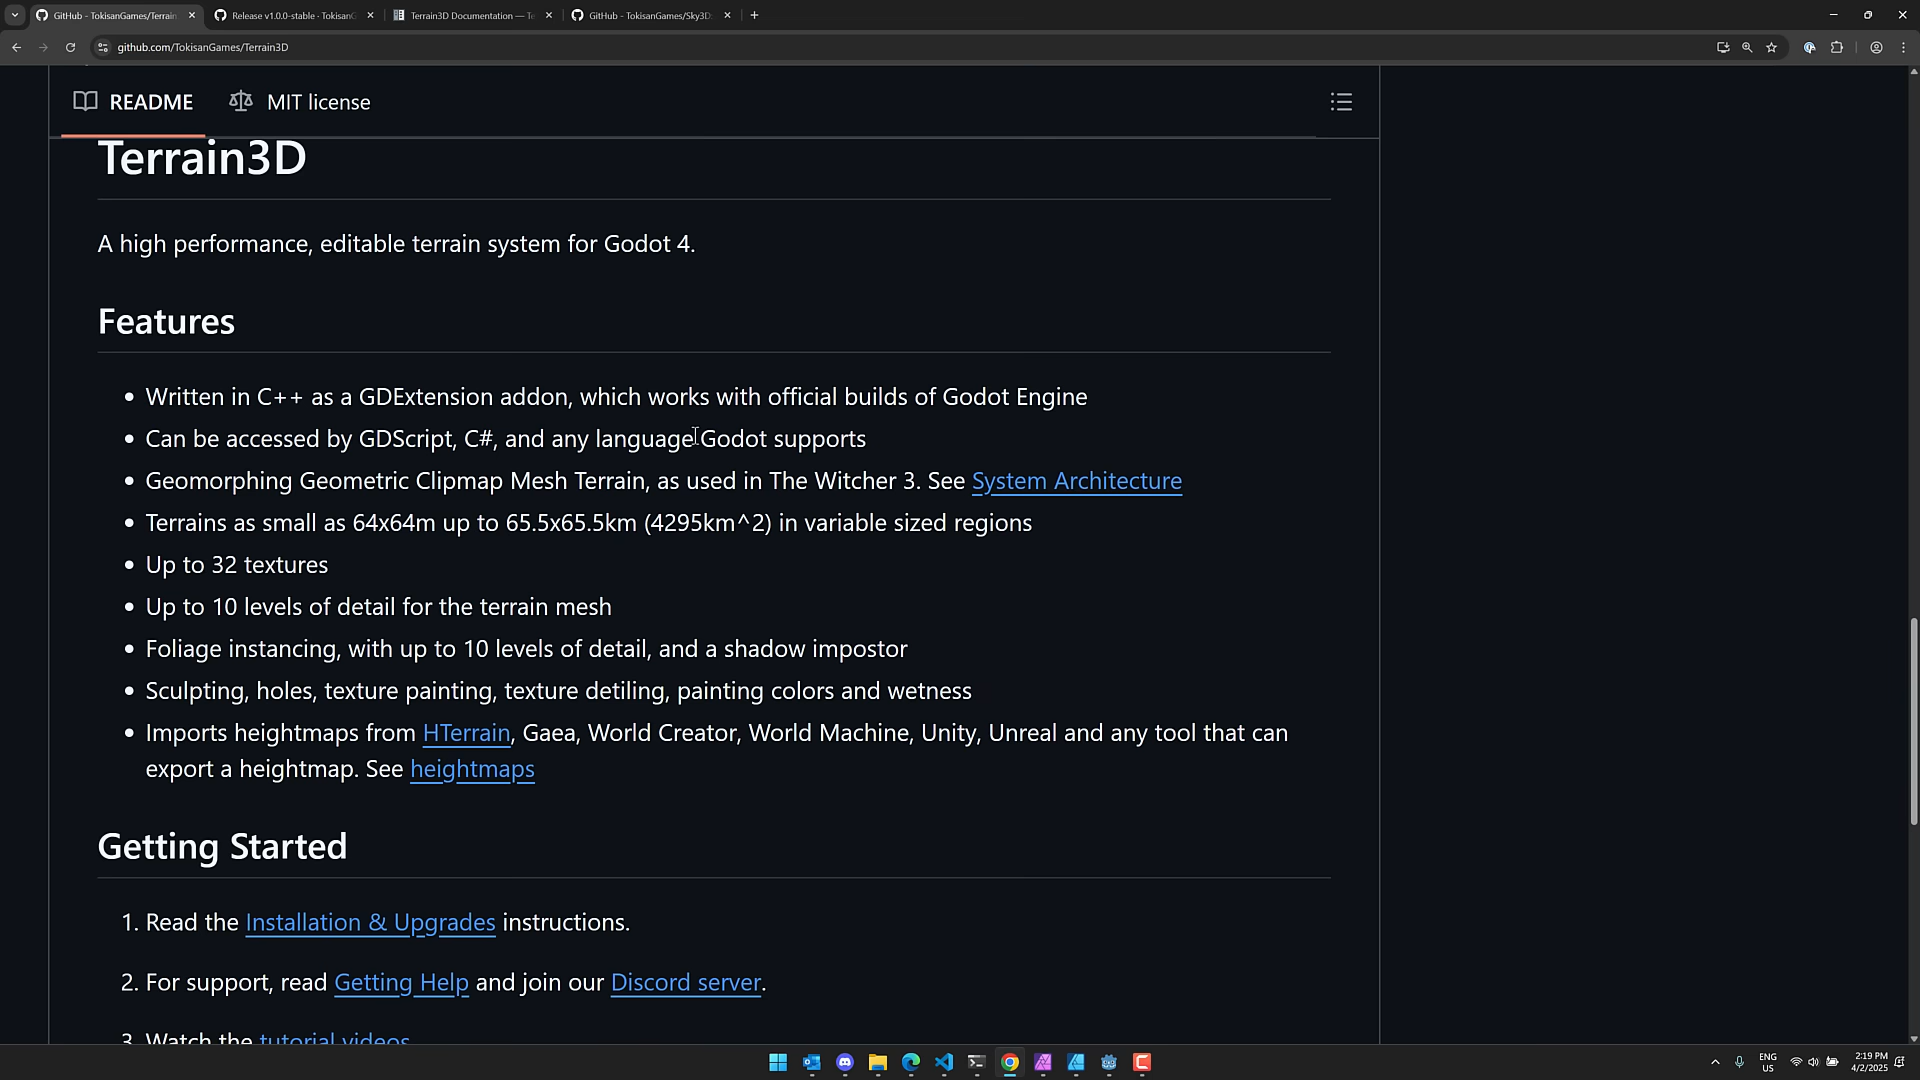 GitHub - TokisanGames/Terrain
Release v1.0.0-stable · TokisanG
Terrain3D Documentation — Te
GitHub - TokisanGames/Sky3D:
github.com/TokisanGames/Terrain3D
README
MIT license
Terrain3D
A high performance, editable terrain system for Godot 4.
Features
• Written in C++ as a GDExtension addon, which works with official builds of Godot Engine
• Can be accessed by GDScript, C#, and any language Godot supports
• Geomorphing Geometric Clipmap Mesh Terrain, as used in The Witcher 3. See System Architecture
• Terrains as small as 64x64m up to 65.5x65.5km (4295km^2) in variable sized regions
• Up to 32 textures
• Up to 10 levels of detail for the terrain mesh
• Foliage instancing, with up to 10 levels of detail, and a shadow impostor
• Sculpting, holes, texture painting, texture detiling, painting colors and wetness
• Imports heightmaps from HTerrain, Gaea, World Creator, World Machine, Unity, Unreal and any tool that can
export a heightmap. See heightmaps
Getting Started
1. Read the Installation & Upgrades instructions.
2. For support, read Getting Help and join our Discord server.
3. Watch the tutorial videos
ENG
US
2:19 PM
4/2/2025